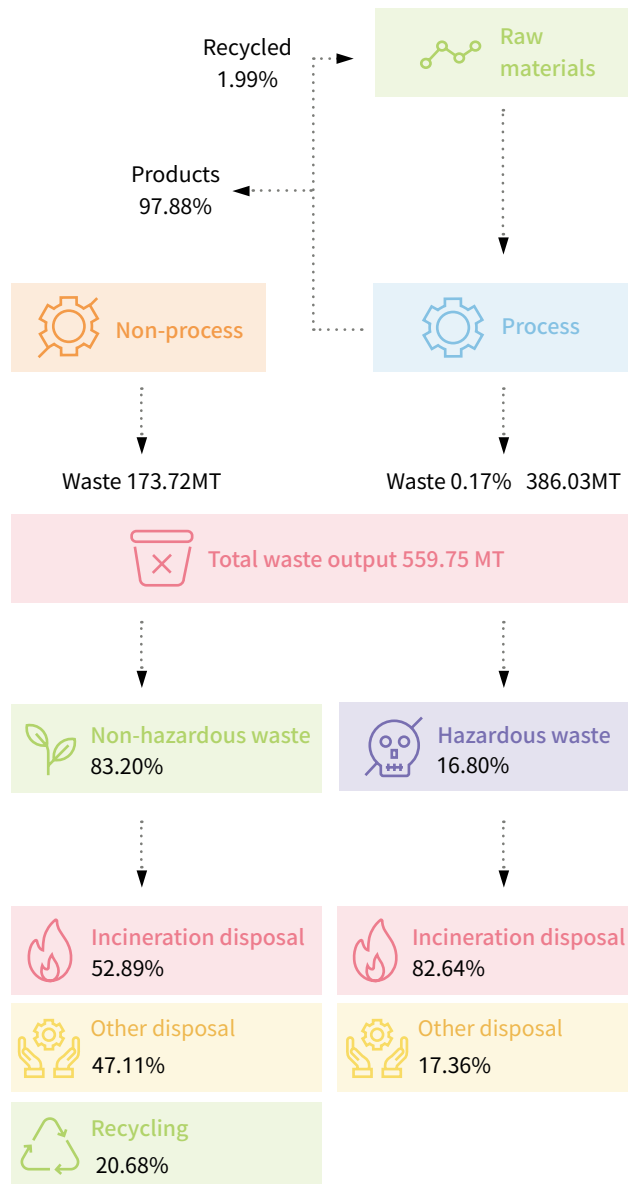 Recycled
1.99%
Raw
materials
Products
97.88%
Non-process
Process
Waste 173.72MT
Waste 0.17% 386.03MT
Total waste output 559.75 MT
Non-hazardous waste
83.20%
Hazardous waste
16.80%
Incineration disposal
52.89%
Incineration disposal
82.64%
Other disposal
47.11%
Other disposal
17.36%
Recycling
20.68%